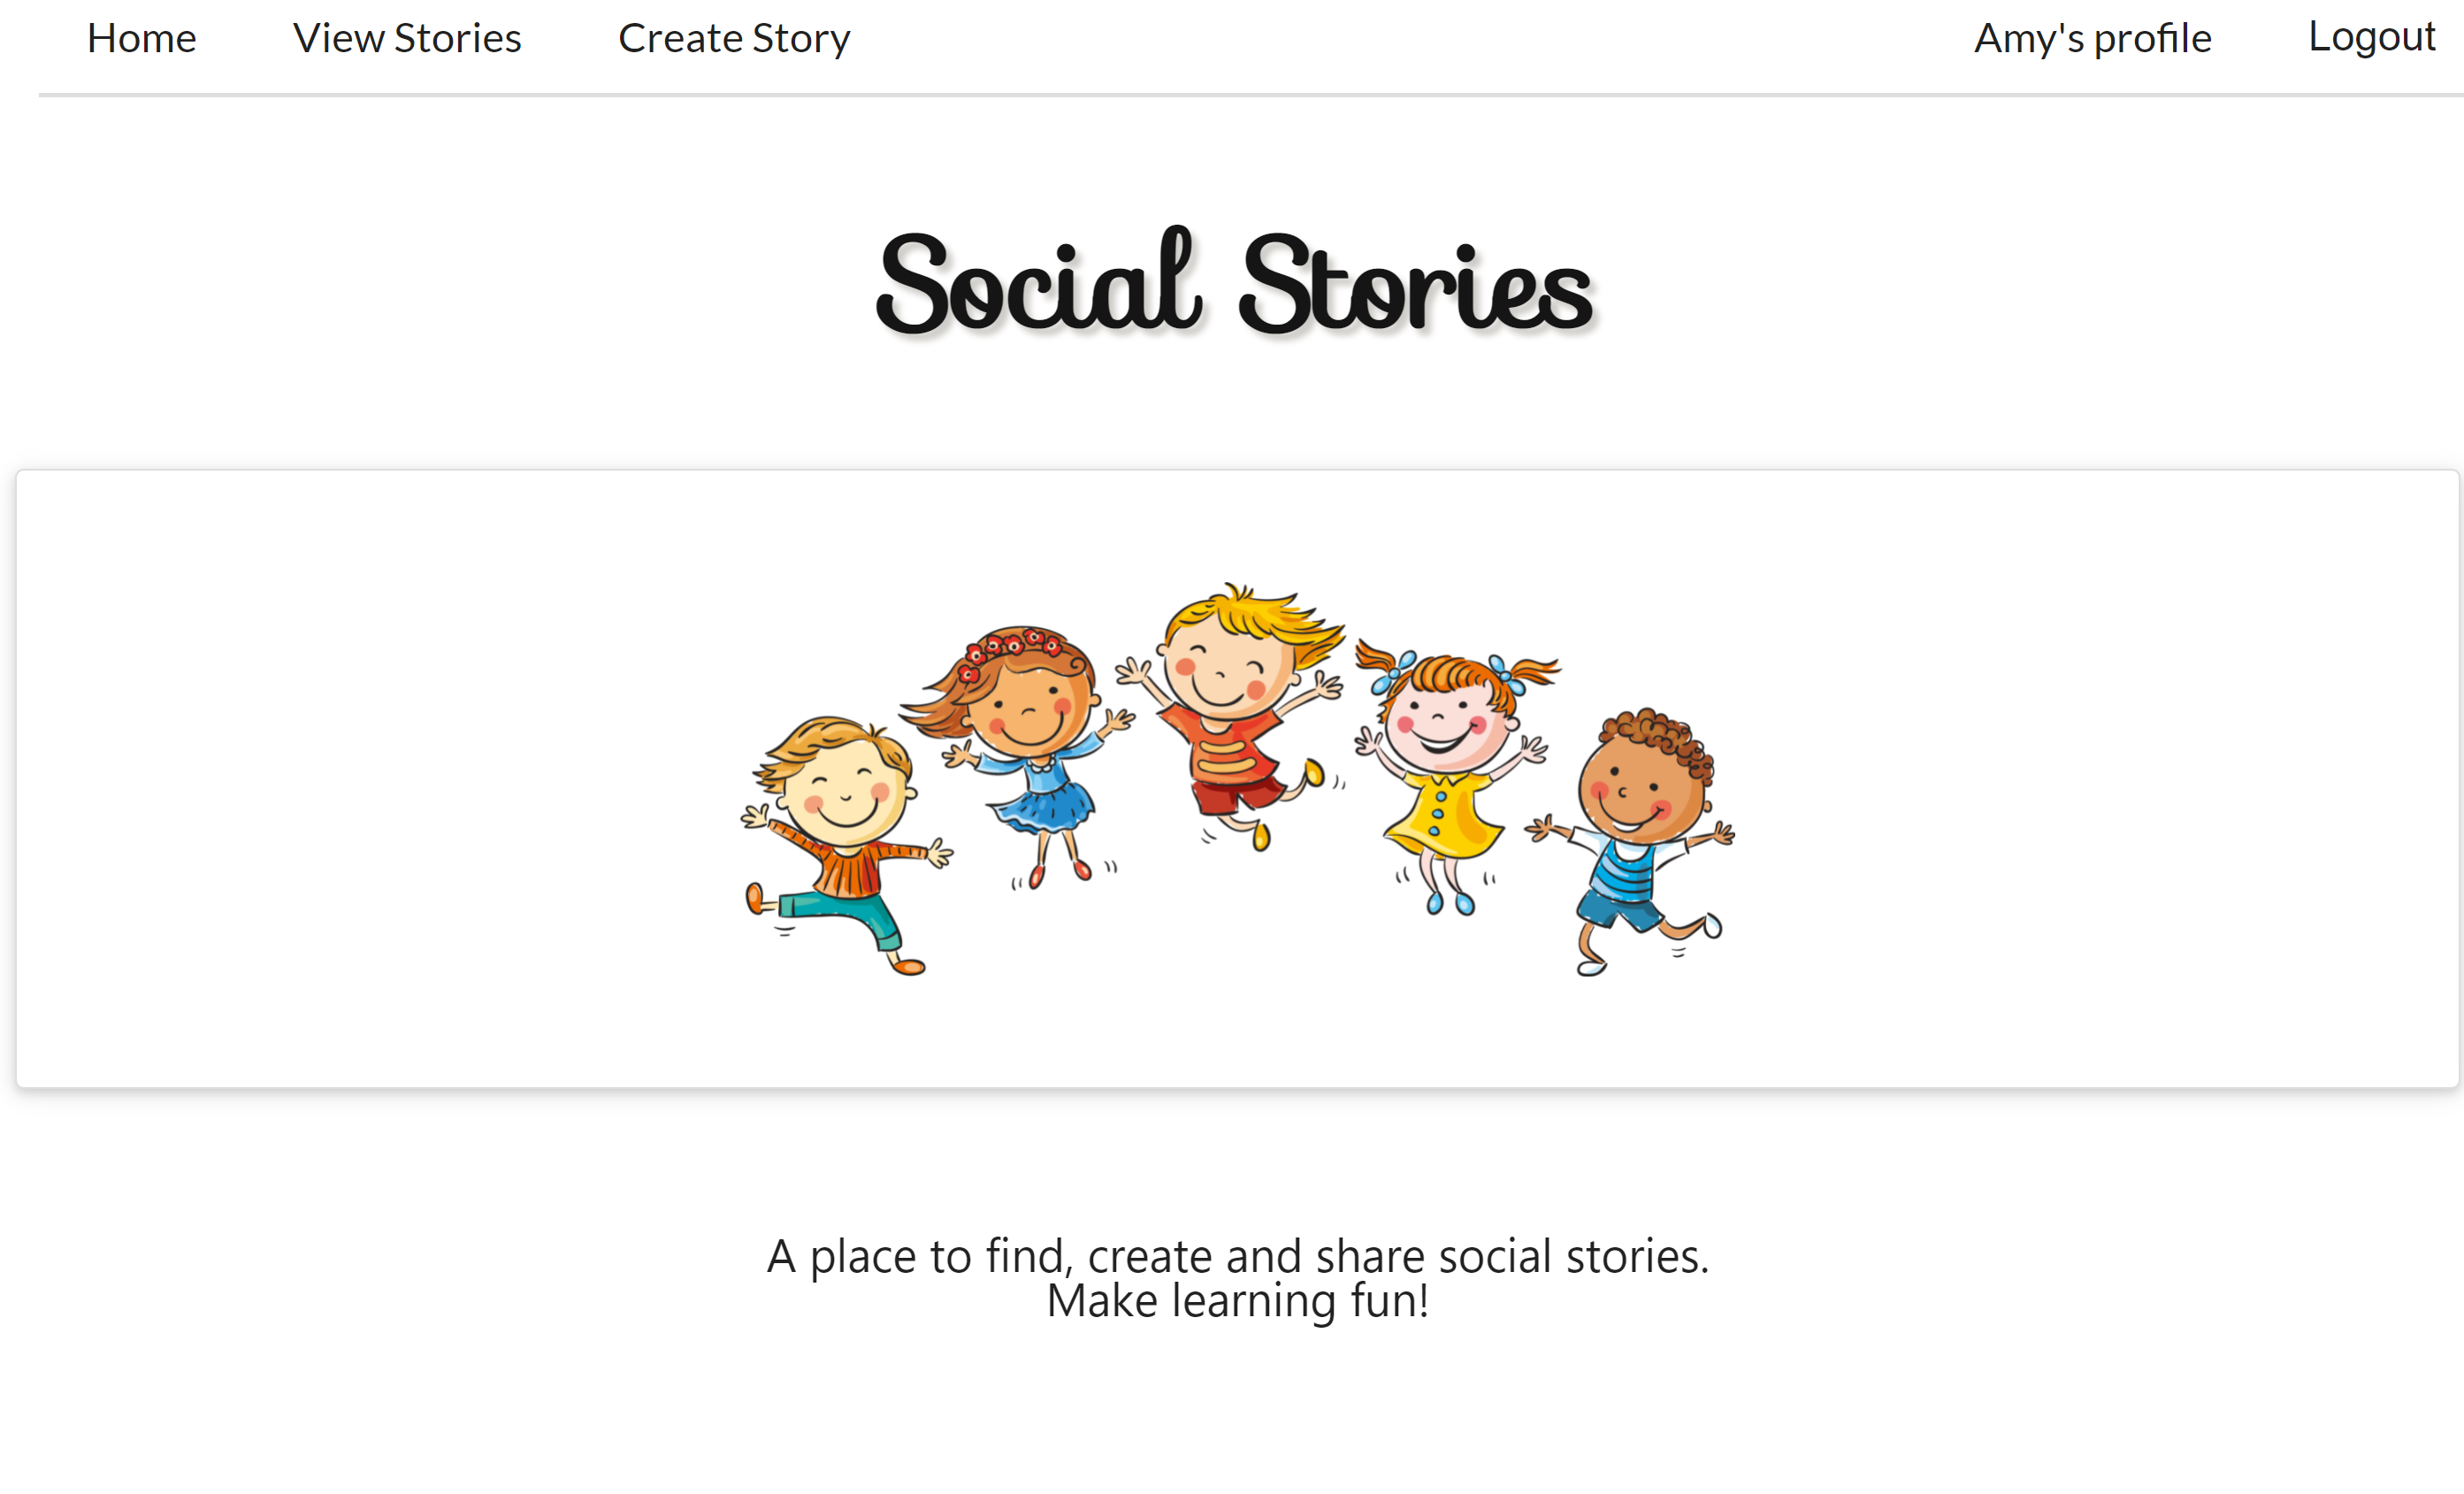 Home View Stories Create Story Amy's profile Logout
Social Stories
A place to find, create and share social stories.
Make learning fun!